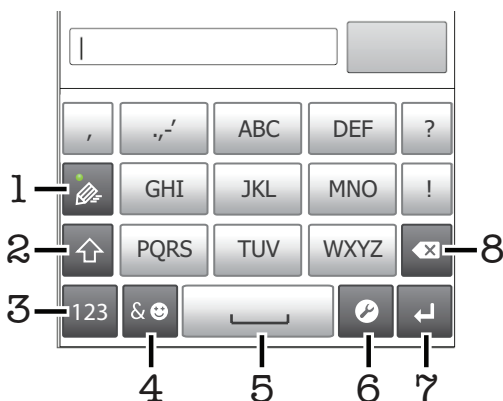 , .,-′ ABC DEF ?
1 GHI JKL MNO !
2 PQRS TUV WXYZ 8
3 123 &
4 5 6 7